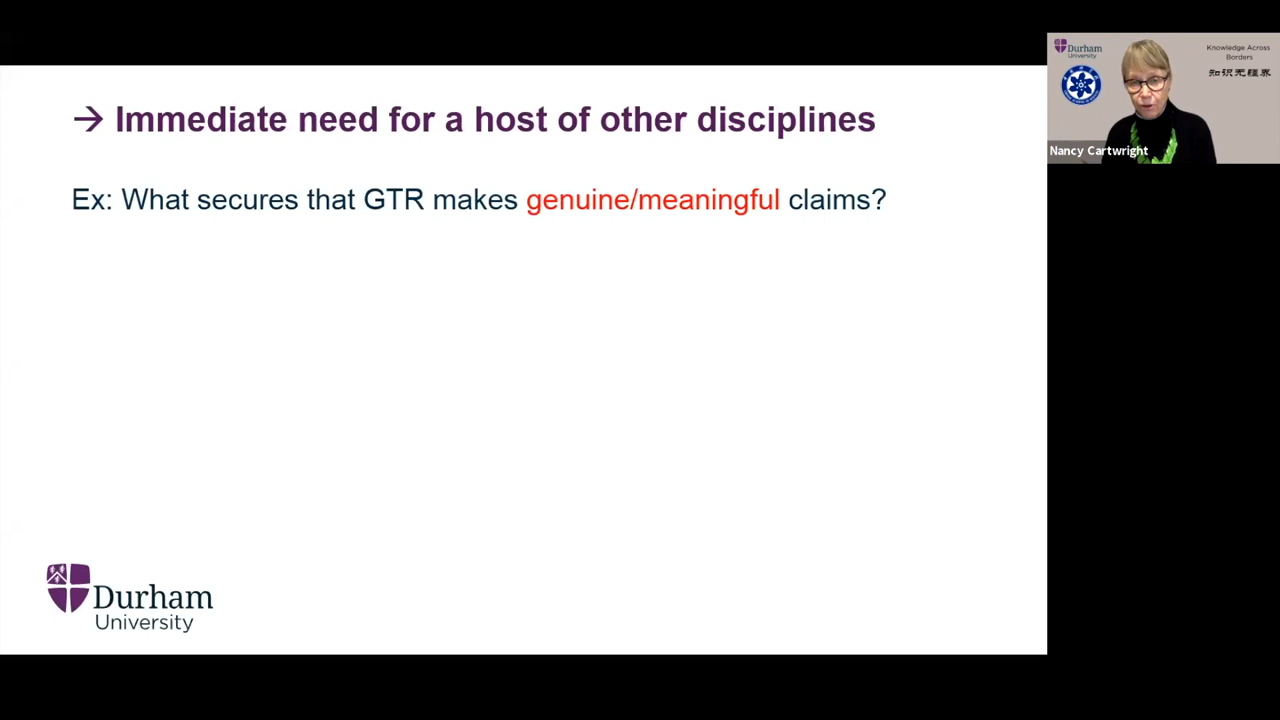 → Immediate need for a host of other disciplines
Ex: What secures that GTR makes genuine/meaningful claims?
Durham
University
Durham
University
Knowledge Across
Borders
知识无疆界
Nancy Cartwright